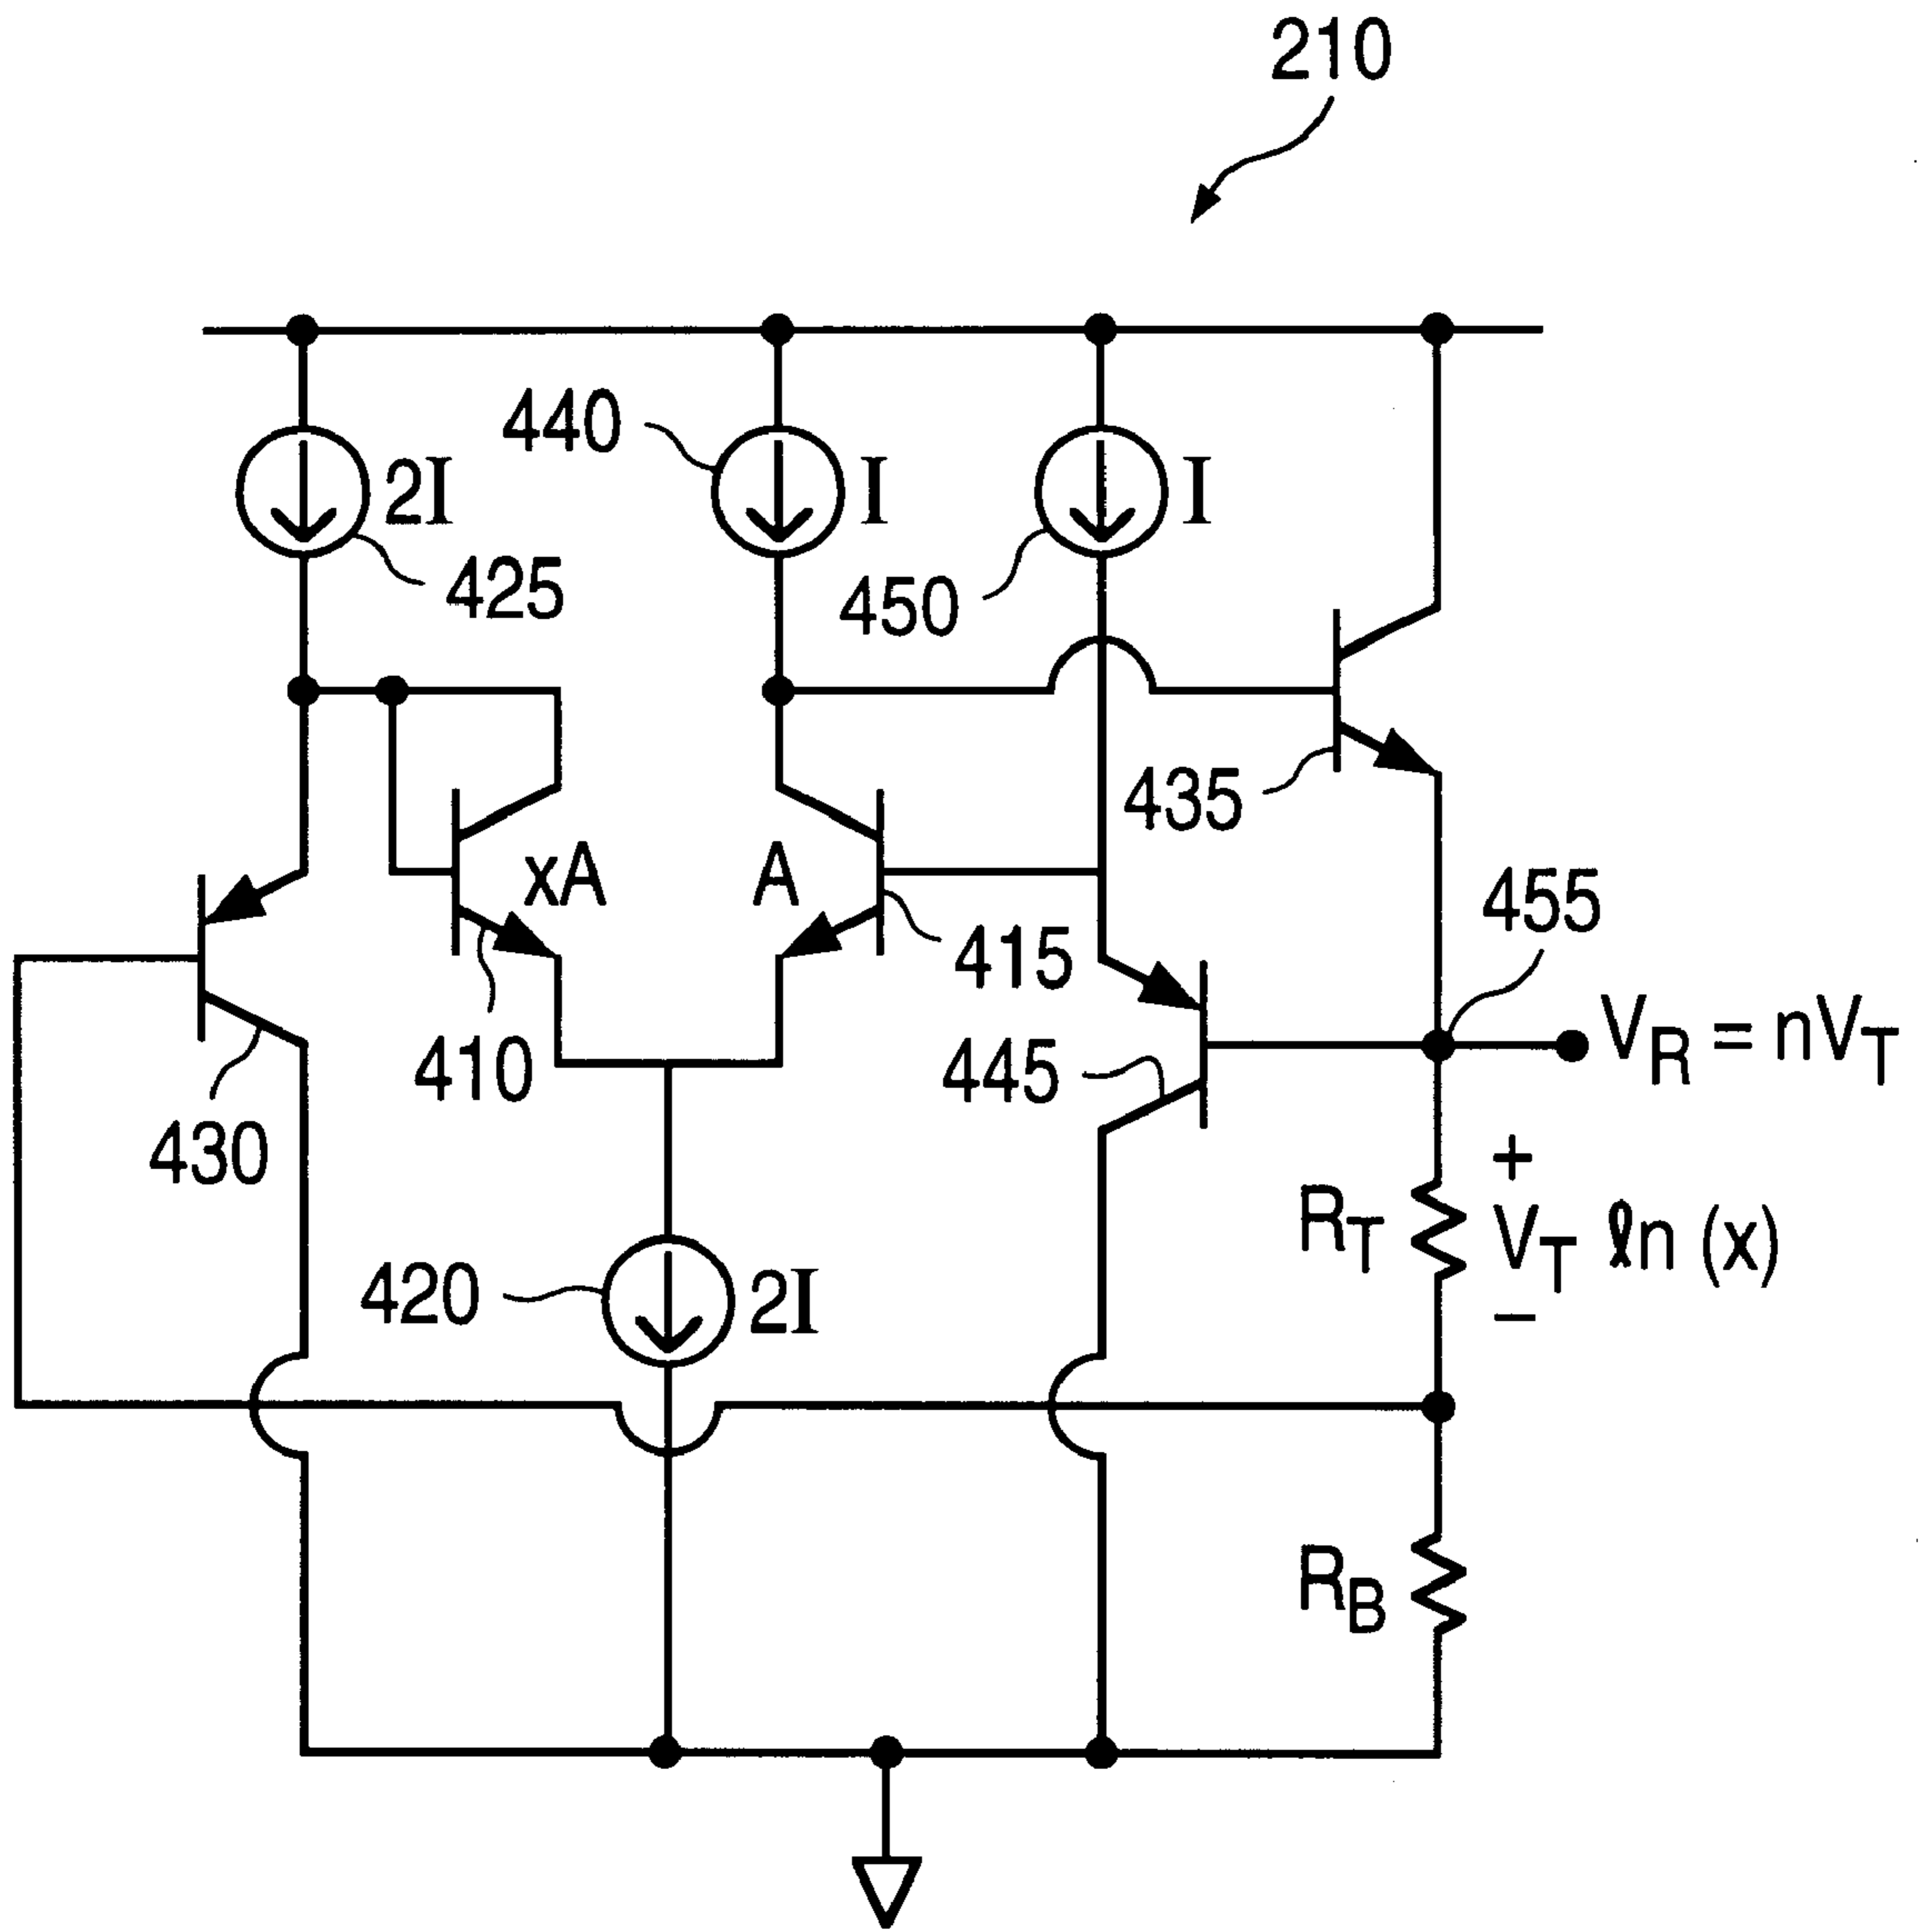 210
440
2I
I
I
425
450
435
xA
A
455
415
V_R = nV_T
410
445
430
+
R_T
V_T ℓn (x)
−
420
2I
R_B